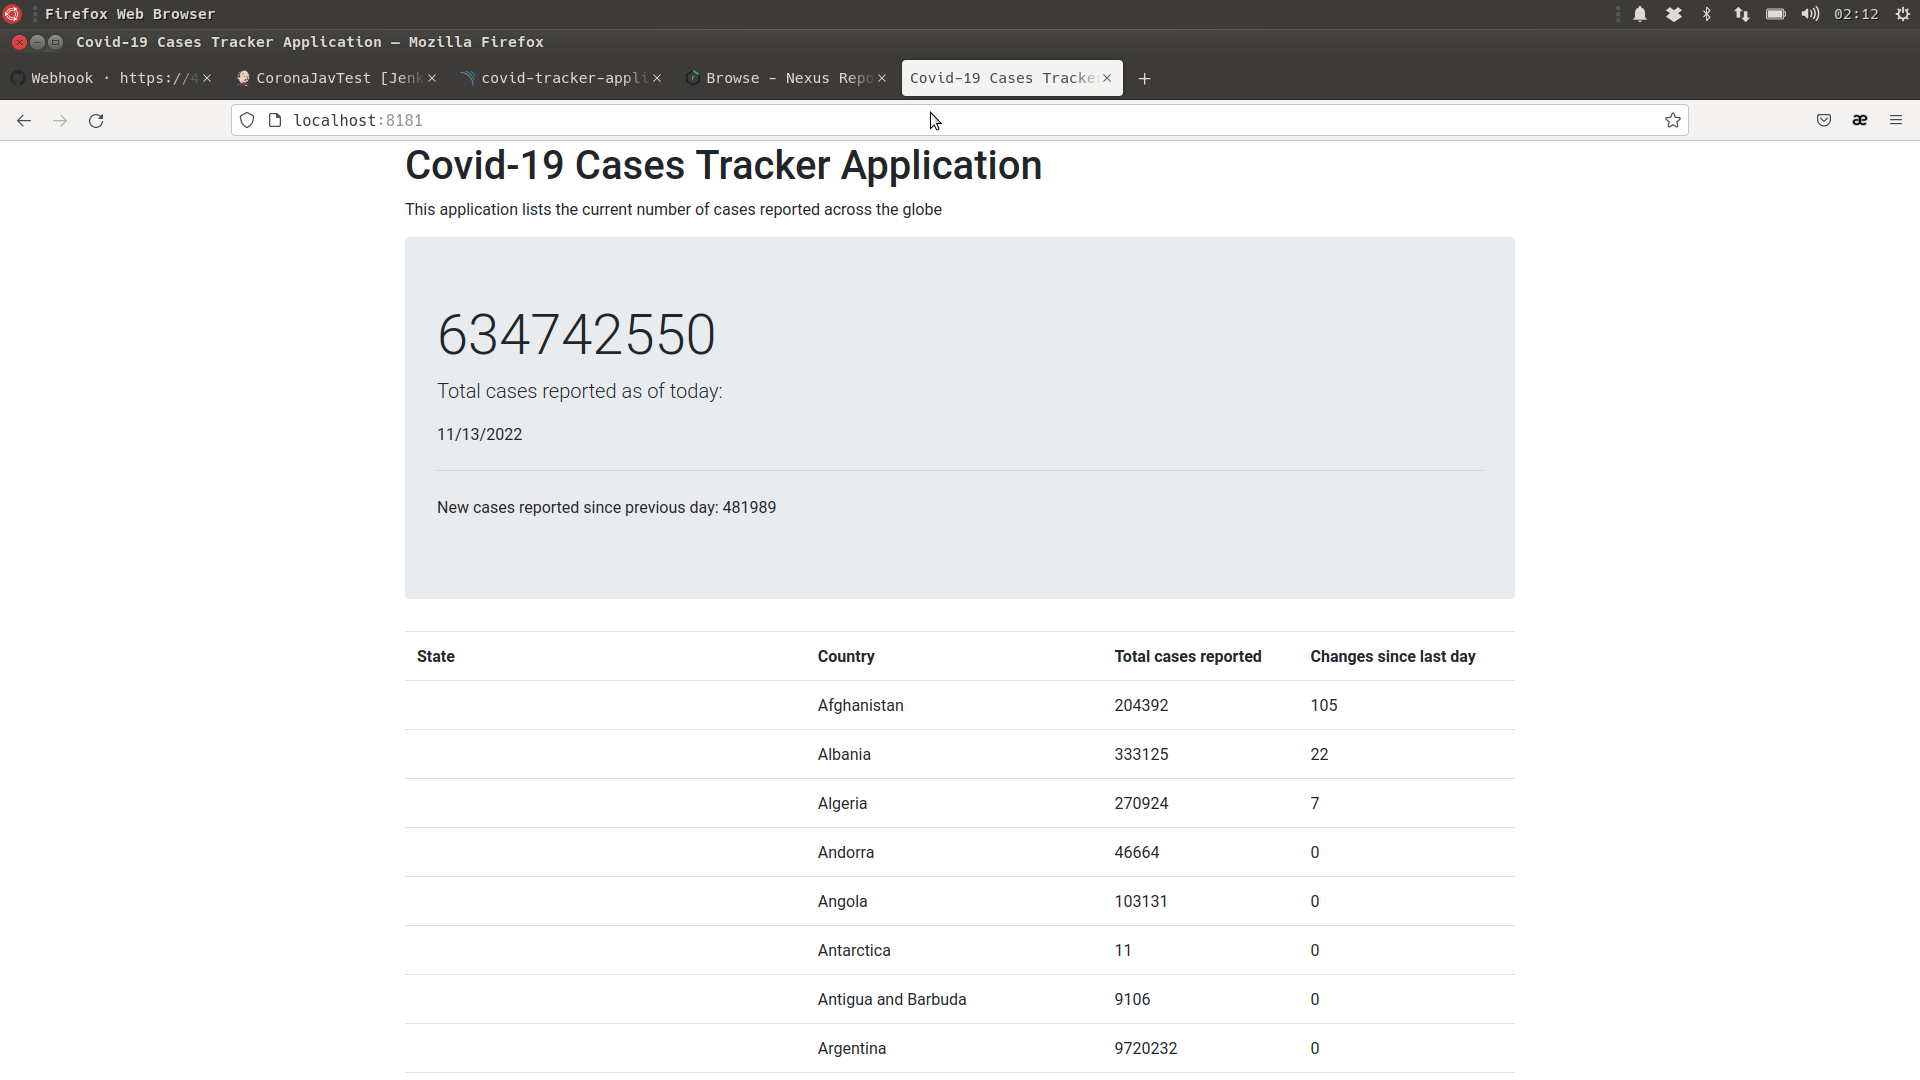 Firefox Web Browser
02:12
Covid-19 Cases Tracker Application — Mozilla Firefox
Webhook · https://4
CoronaJavTest [Jenk
covid-tracker-appli
Browse - Nexus Repo
Covid-19 Cases Tracke
localhost:8181
Covid-19 Cases Tracker Application
This application lists the current number of cases reported across the globe
634742550
Total cases reported as of today:
11/13/2022
New cases reported since previous day: 481989
State Country Total cases reported Changes since last day
Afghanistan 204392 105
Albania 333125 22
Algeria 270924 7
Andorra 46664 0
Angola 103131 0
Antarctica 11 0
Antigua and Barbuda 9106 0
Argentina 9720232 0